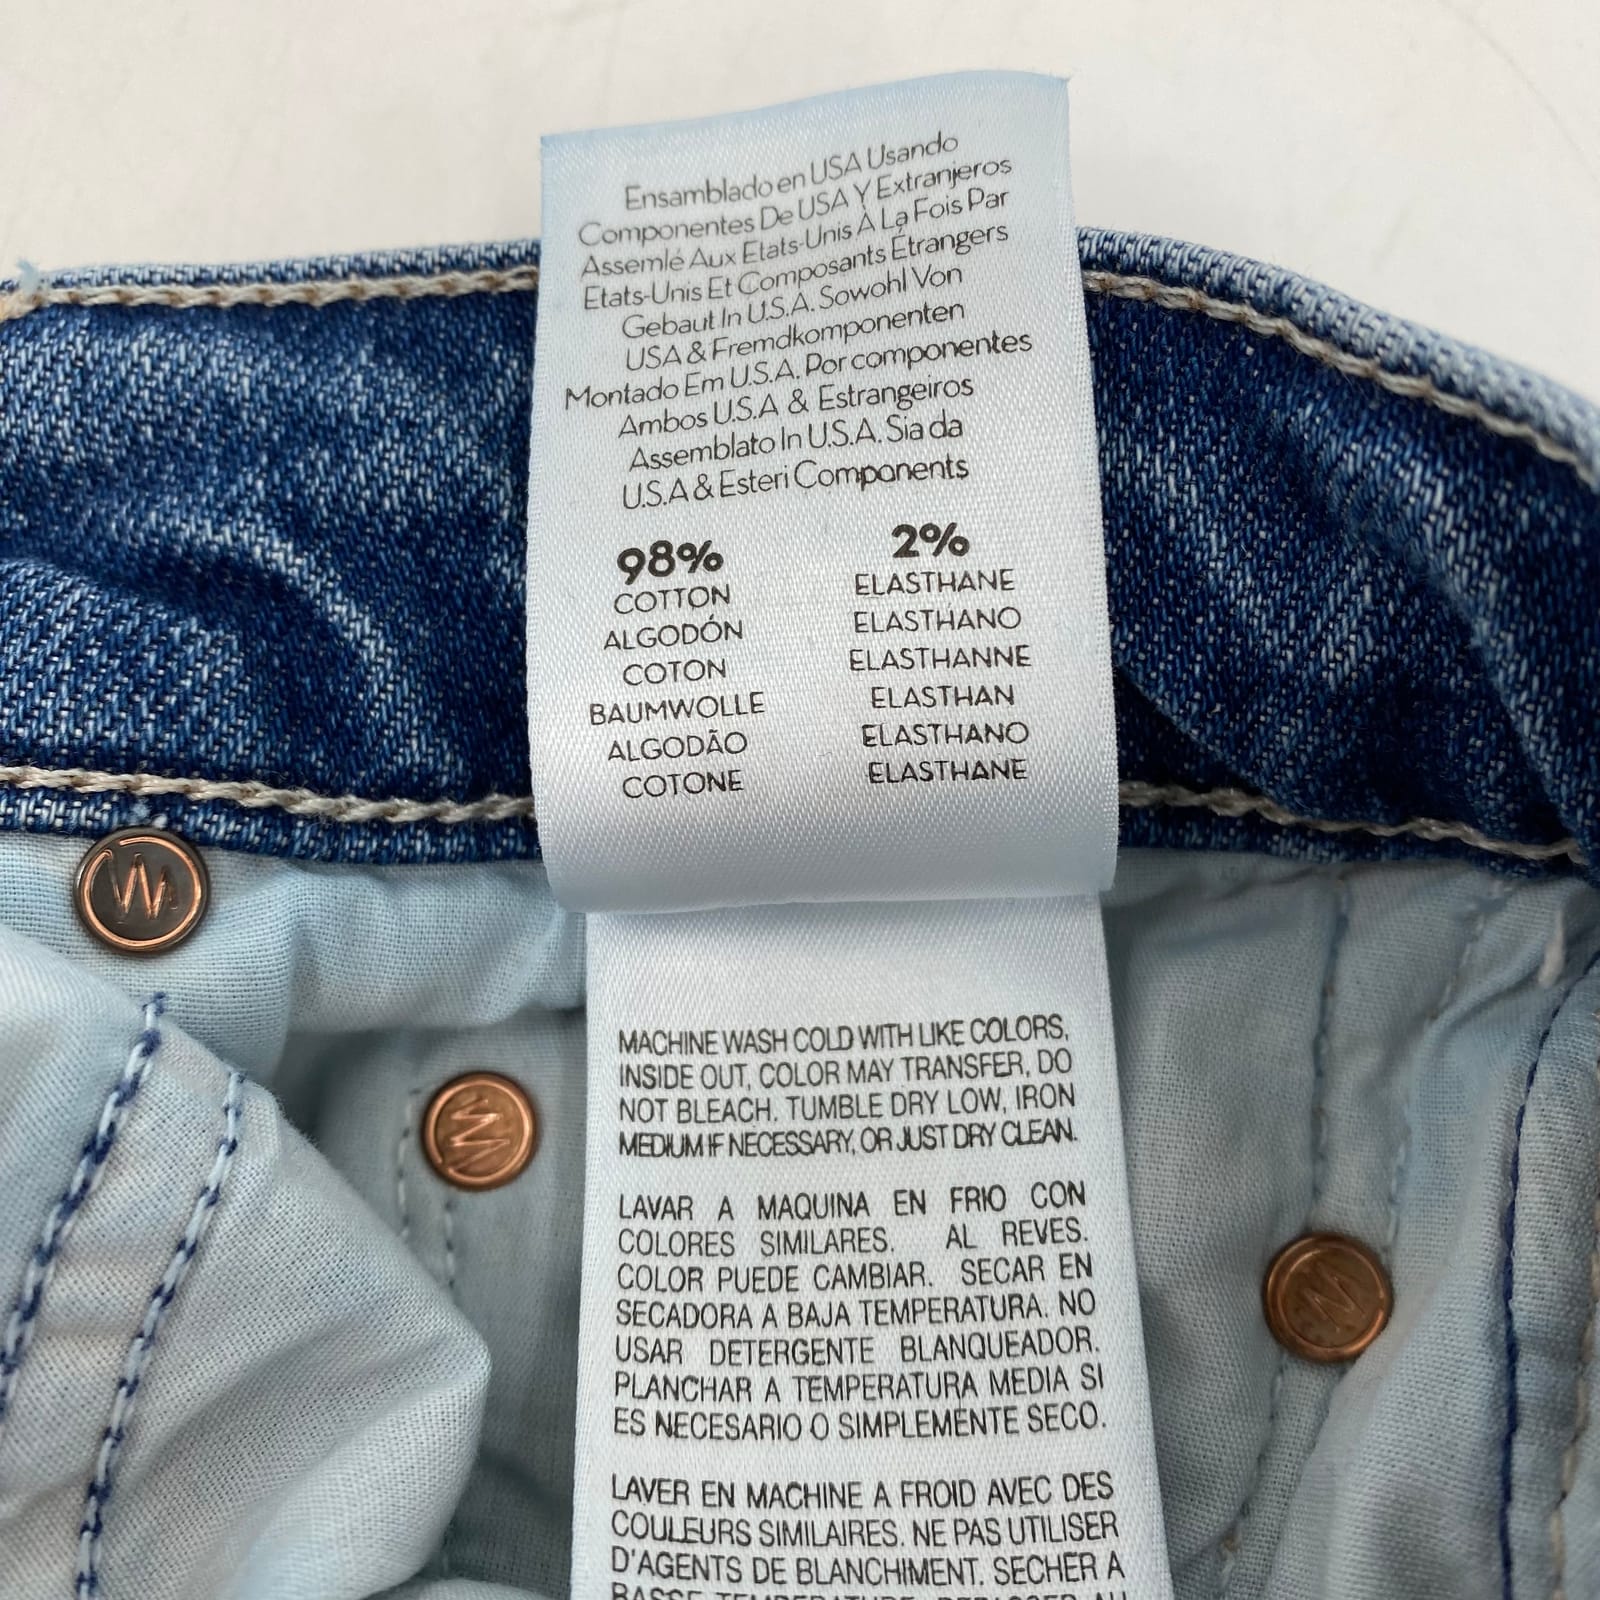 Ensamblado en USA Usando
Componentes De USA Y Extranjeros
Assemlé Aux Etats-Unis À La Fois Par
Etats-Unis Et Composants Étrangers
Gebaut In U.S.A. Sowohl Von
USA & Fremdkomponenten
Montado Em U.S.A. Por componentes
Ambos U.S.A & Estrangeiros
Assemblato In U.S.A. Sia da
U.S.A & Esteri Components
98% 2%
COTTON ELASTHANE
ALGODÓN ELASTHANO
COTON ELASTHANNE
BAUMWOLLE ELASTHAN
ALGODÃO ELASTHANO
COTONE ELASTHANE
MACHINE WASH COLD WITH LIKE COLORS,
INSIDE OUT, COLOR MAY TRANSFER, DO
NOT BLEACH. TUMBLE DRY LOW, IRON
MEDIUM IF NECESSARY, OR JUST DRY CLEAN.
LAVAR A MAQUINA EN FRIO CON
COLORES SIMILARES. AL REVES.
COLOR PUEDE CAMBIAR. SECAR EN
SECADORA A BAJA TEMPERATURA. NO
USAR DETERGENTE BLANQUEADOR.
PLANCHAR A TEMPERATURA MEDIA SI
ES NECESARIO O SIMPLEMENTE SECO.
LAVER EN MACHINE A FROID AVEC DES
COULEURS SIMILAIRES. NE PAS UTILISER
D'AGENTS DE BLANCHIMENT. SECHER A
BASSE TEMPERATURE. REPASSER AU